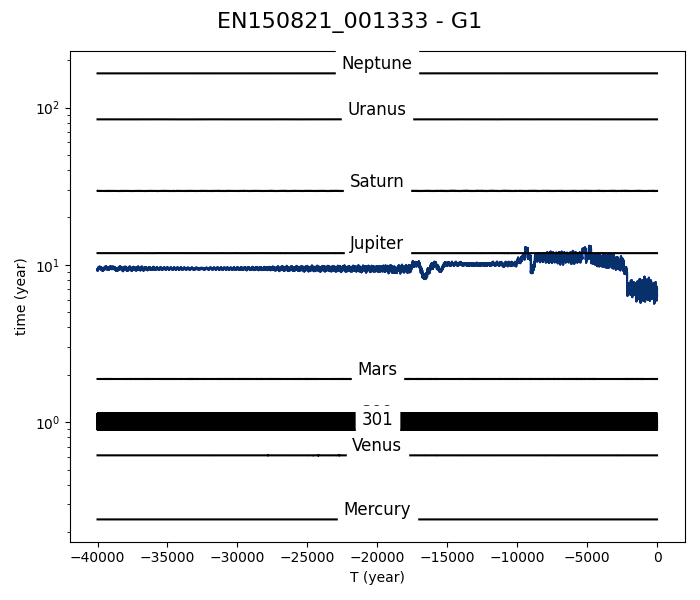 EN150821_001333 - G1
Neptune
10²
Uranus
Saturn
Jupiter
10¹
time (year)
Mars
301
10⁰
Venus
Mercury
−40000 −35000 −30000 −25000 −20000 −15000 −10000 −5000 0
T (year)